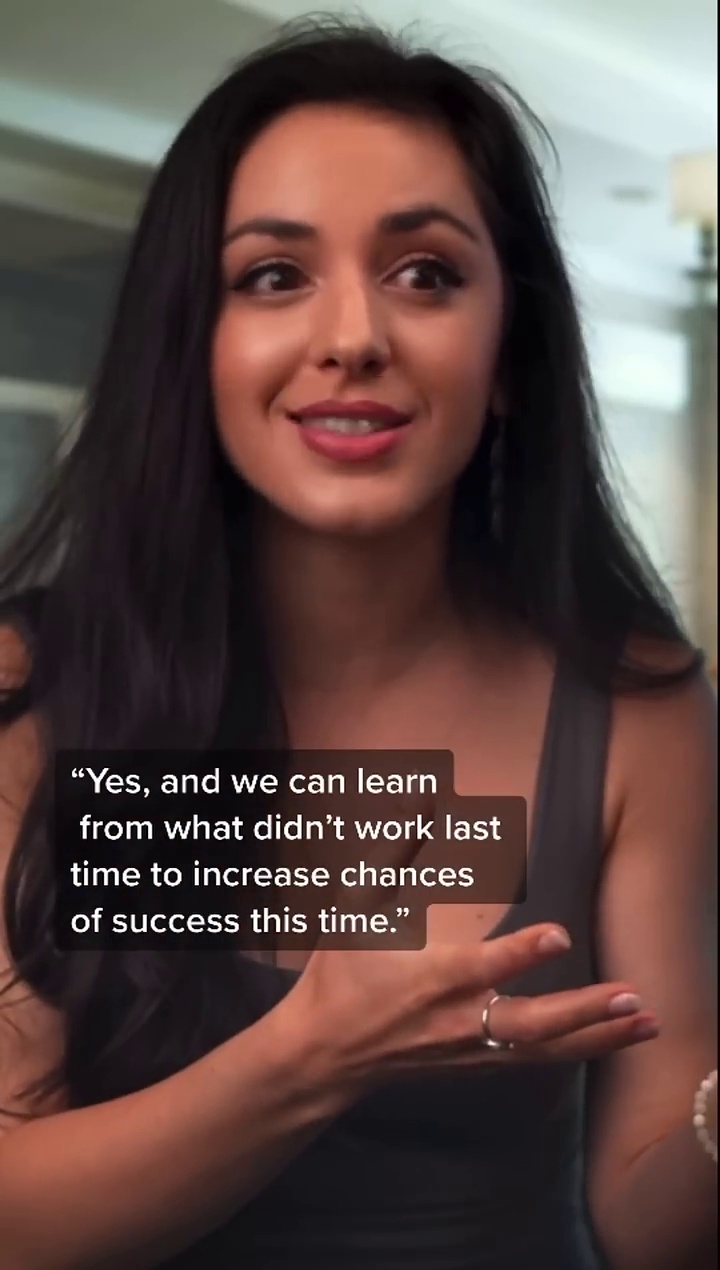 “Yes, and we can learn
from what didn’t work last
time to increase chances
of success this time.”